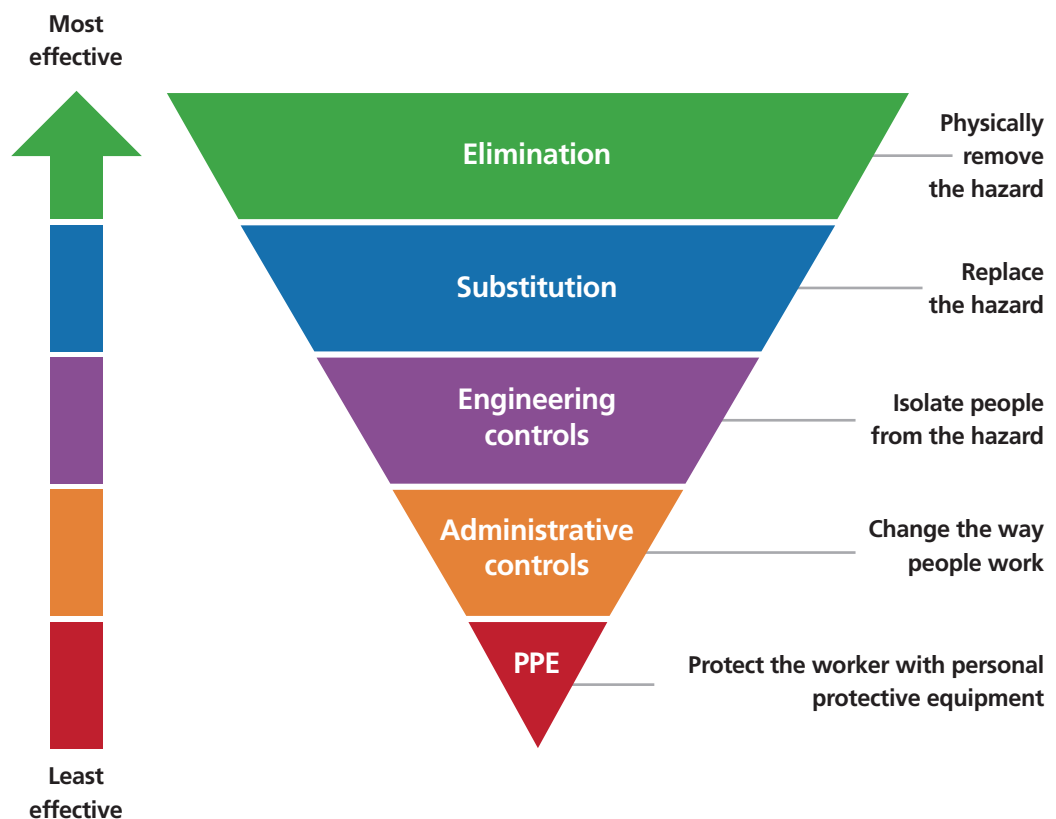 Most
effective
Elimination
Physically
remove
the hazard
Substitution
Replace
the hazard
Engineering
controls
Isolate people
from the hazard
Administrative
controls
Change the way
people work
PPE
Protect the worker with personal
protective equipment
Least
effective